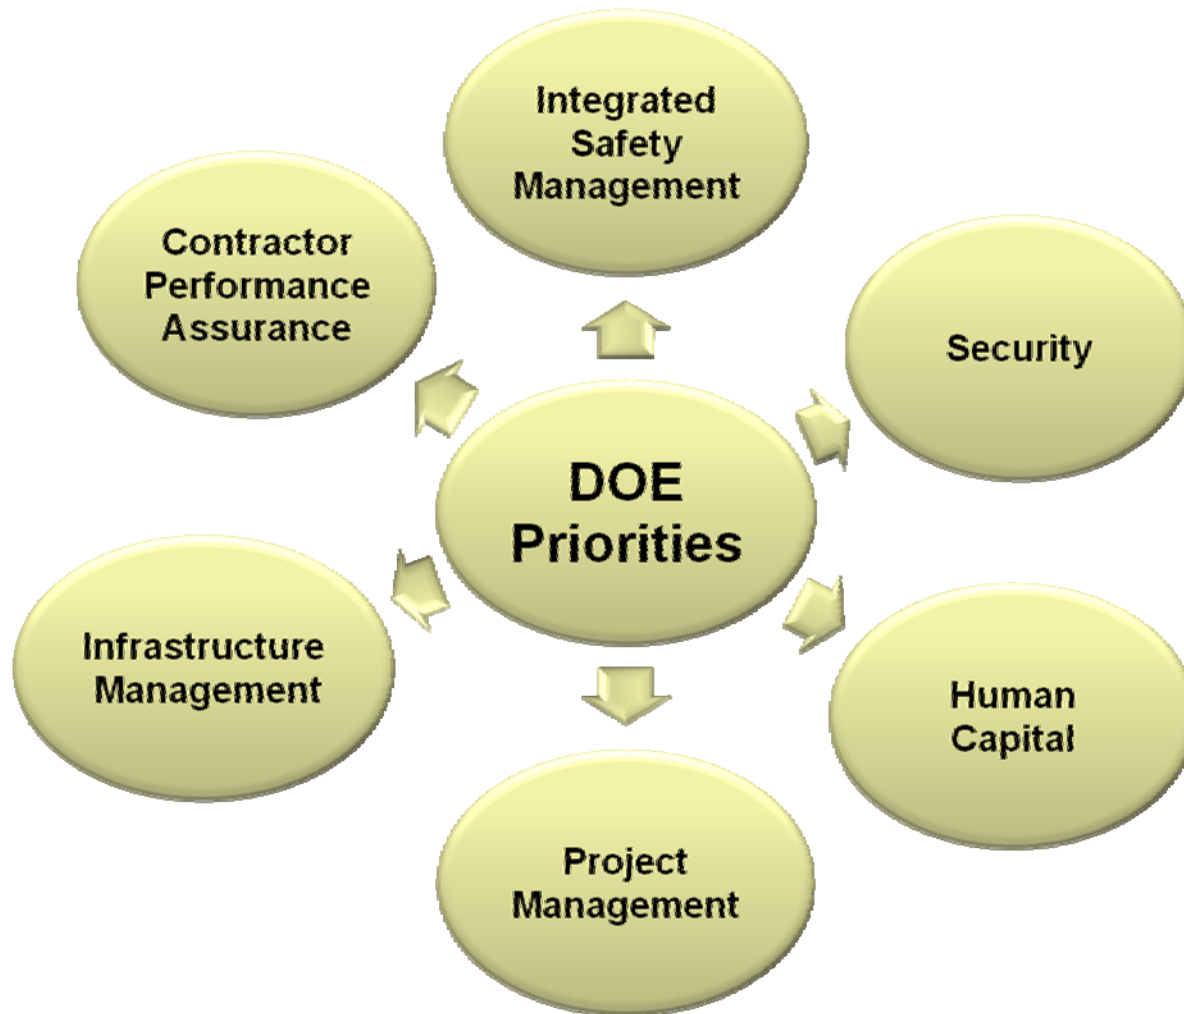 Integrated
Safety
Management
Contractor
Performance
Assurance
Security
DOE
Priorities
Infrastructure
Management
Human
Capital
Project
Management